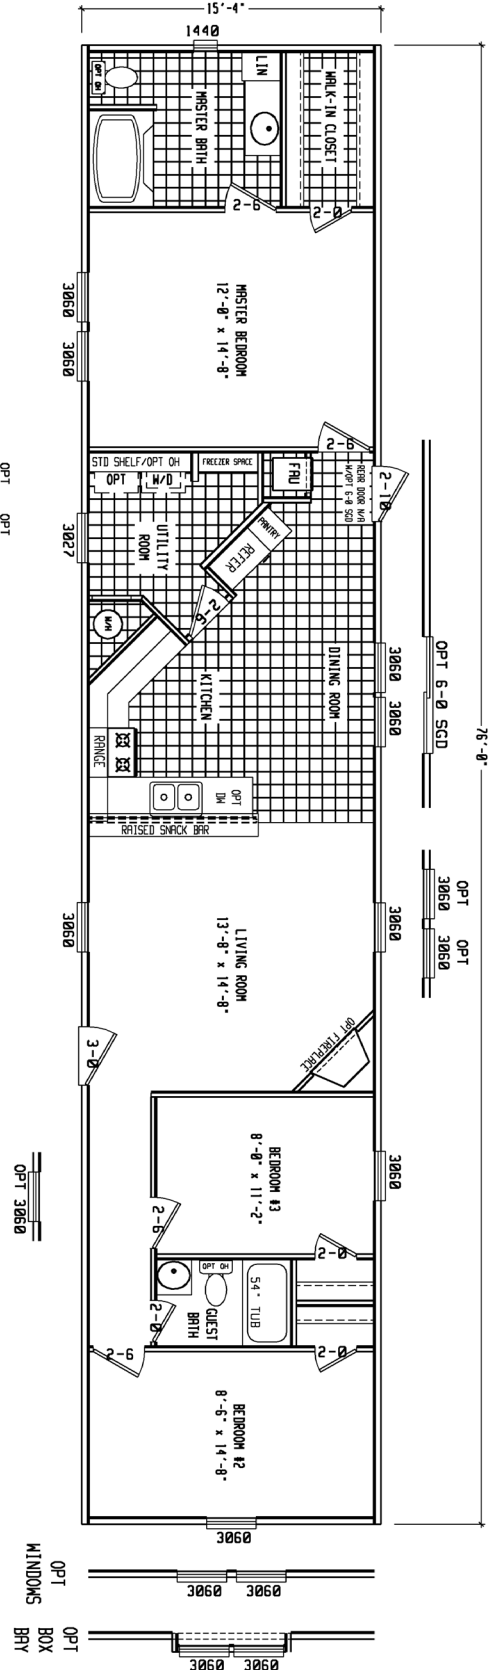 15'-4"
1440
76'-0"
OPT OH
LIN
MASTER BATH
WALK-IN CLOSET
2-6
2-0
3060
3060
MASTER BEDROOM
12'-0" x 14'-8"
2-6
STD SHELF/OPT OH
FREEZER SPACE
OPT
W/D
FAU
REAR DOOR N/A
W/OPT 6-0 SGD
2-10
OPT
OPT
3027
UTILITY
ROOM
PANTRY
REFER
2-6
W/H
KITCHEN
DINING ROOM
3060
3060
OPT 6-0 SGD
RANGE
OPT
DW
RAISED SNACK BAR
3060
LIVING ROOM
13'-8" x 14'-8"
3060
OPT
3060
OPT
3060
3-0
OPT FIREPLACE
BEDROOM #3
8'-0" x 11'-2"
3060
OPT 3060
2-6
2-0
OPT OH
54" TUB
GUEST
BATH
2-0
2-6
2-0
BEDROOM #2
8'-6" x 14'-8"
3060
OPT
WINDOWS
3060
3060
OPT
BOX
BAY
3060
3060